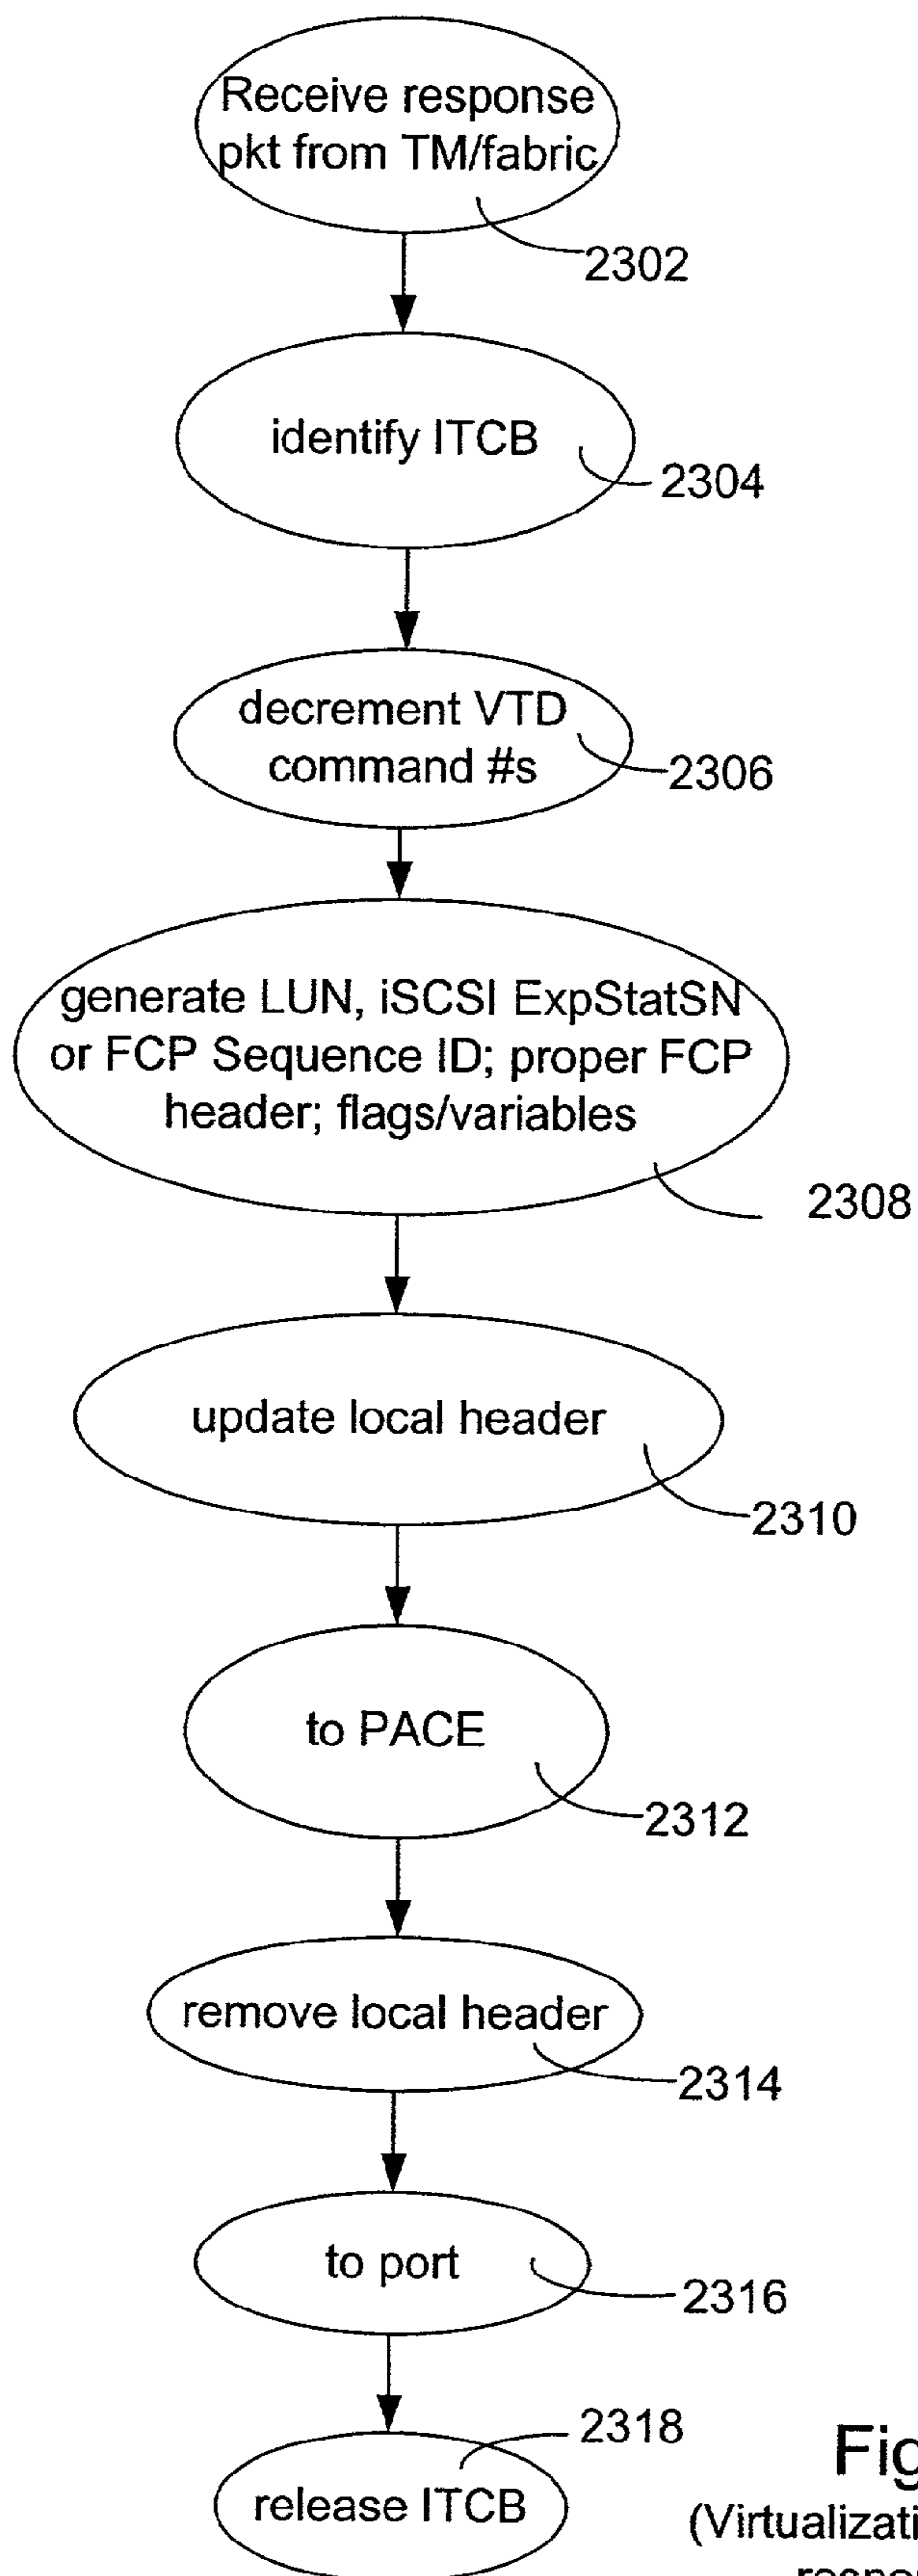 Receive response
pkt from TM/fabric
2302
identify ITCB
2304
decrement VTD
command #s
2306
generate LUN, iSCSI ExpStatSN
or FCP Sequence ID; proper FCP
header; flags/variables
2308
update local header
2310
to PACE
2312
remove local header
2314
to port
2316
2318
release ITCB